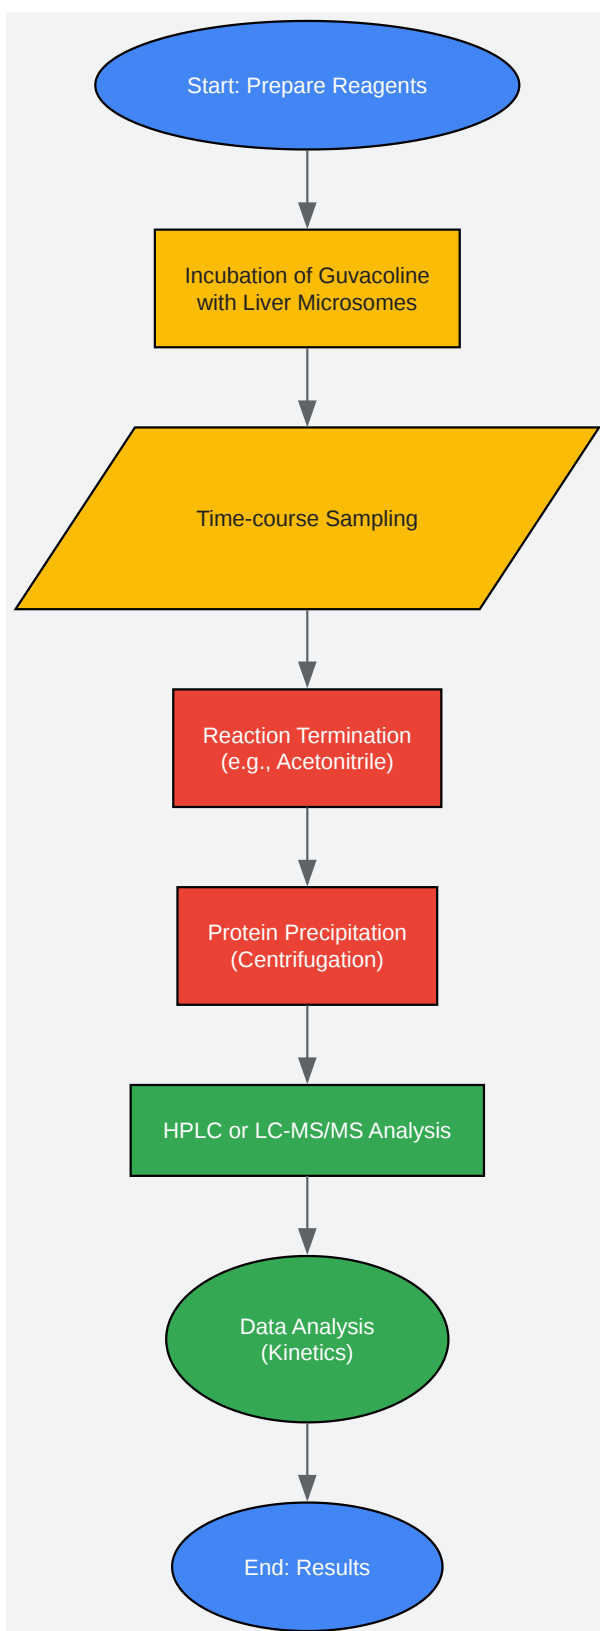 Start: Prepare Reagents
Incubation of Guvacoline
with Liver Microsomes
Time-course Sampling
Reaction Termination
(e.g., Acetonitrile)
Protein Precipitation
(Centrifugation)
HPLC or LC-MS/MS Analysis
Data Analysis
(Kinetics)
End: Results